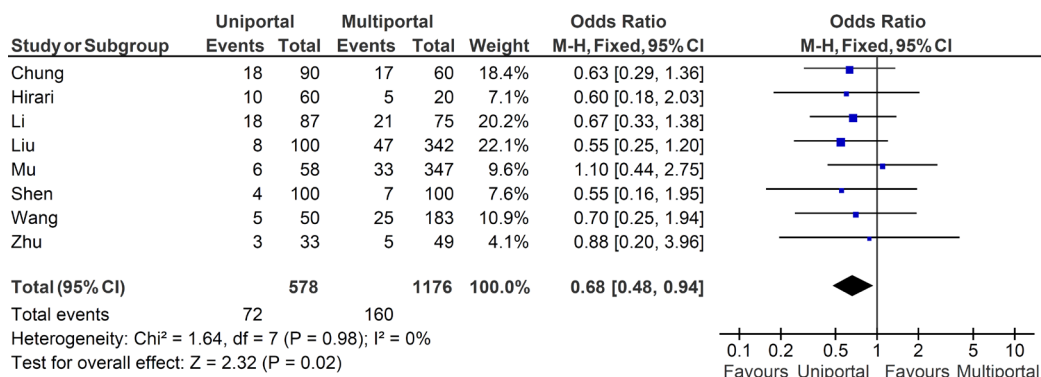 Uniportal Multiportal Odds Ratio Odds Ratio
Study or Subgroup Events Total Events Total Weight M-H, Fixed, 95% CI M-H, Fixed, 95% CI
Chung 18 90 17 60 18.4% 0.63 [0.29, 1.36]
Hirari 10 60 5 20 7.1% 0.60 [0.18, 2.03]
Li 18 87 21 75 20.2% 0.67 [0.33, 1.38]
Liu 8 100 47 342 22.1% 0.55 [0.25, 1.20]
Mu 6 58 33 347 9.6% 1.10 [0.44, 2.75]
Shen 4 100 7 100 7.6% 0.55 [0.16, 1.95]
Wang 5 50 25 183 10.9% 0.70 [0.25, 1.94]
Zhu 3 33 5 49 4.1% 0.88 [0.20, 3.96]
Total (95% CI) 578 1176 100.0% 0.68 [0.48, 0.94]
Total events 72 160
Heterogeneity: Chi² = 1.64, df = 7 (P = 0.98); I² = 0%
Test for overall effect: Z = 2.32 (P = 0.02)
0.1 0.2 0.5 1 2 5 10
Favours Uniportal Favours Multiportal